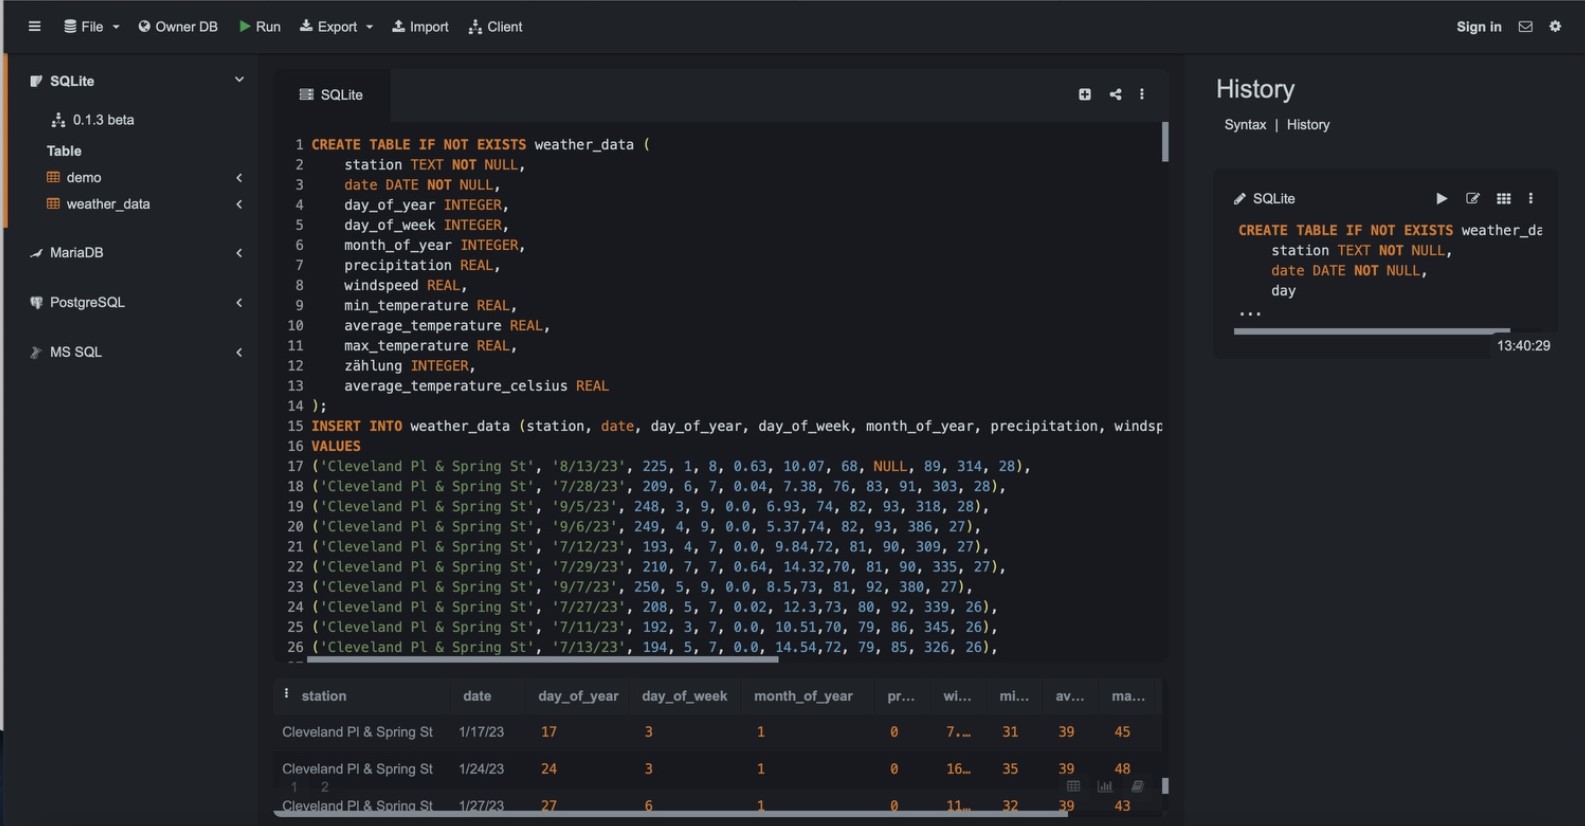 File Owner DB Run Export Import Client Sign in
SQLite
0.1.3 beta
Table
demo
weather_data
MariaDB
PostgreSQL
MS SQL
SQLite
1 CREATE TABLE IF NOT EXISTS weather_data (
2 station TEXT NOT NULL,
3 date DATE NOT NULL,
4 day_of_year INTEGER,
5 day_of_week INTEGER,
6 month_of_year INTEGER,
7 precipitation REAL,
8 windspeed REAL,
9 min_temperature REAL,
10 average_temperature REAL,
11 max_temperature REAL,
12 zählung INTEGER,
13 average_temperature_celsius REAL
14 );
15 INSERT INTO weather_data (station, date, day_of_year, day_of_week, month_of_year, precipitation, windsp
16 VALUES
17 ('Cleveland Pl & Spring St', '8/13/23', 225, 1, 8, 0.63, 10.07, 68, NULL, 89, 314, 28),
18 ('Cleveland Pl & Spring St', '7/28/23', 209, 6, 7, 0.04, 7.38, 76, 83, 91, 303, 28),
19 ('Cleveland Pl & Spring St', '9/5/23', 248, 3, 9, 0.0, 6.93, 74, 82, 93, 318, 28),
20 ('Cleveland Pl & Spring St', '9/6/23', 249, 4, 9, 0.0, 5.37,74, 82, 93, 386, 27),
21 ('Cleveland Pl & Spring St', '7/12/23', 193, 4, 7, 0.0, 9.84,72, 81, 90, 309, 27),
22 ('Cleveland Pl & Spring St', '7/29/23', 210, 7, 7, 0.64, 14.32,70, 81, 90, 335, 27),
23 ('Cleveland Pl & Spring St', '9/7/23', 250, 5, 9, 0.0, 8.5,73, 81, 92, 380, 27),
24 ('Cleveland Pl & Spring St', '7/27/23', 208, 5, 7, 0.02, 12.3,73, 80, 92, 339, 26),
25 ('Cleveland Pl & Spring St', '7/11/23', 192, 3, 7, 0.0, 10.51,70, 79, 86, 345, 26),
26 ('Cleveland Pl & Spring St', '7/13/23', 194, 5, 7, 0.0, 14.54,72, 79, 85, 326, 26),
station date day_of_year day_of_week month_of_year pr... wi... mi... av... ma...
Cleveland Pl & Spring St 1/17/23 17 3 1 0 7.… 31 39 45
Cleveland Pl & Spring St 1/24/23 24 3 1 0 16… 35 39 48
1 2
Cleveland Pl & Spring St 1/27/23 27 6 1 0 11… 32 39 43
History
Syntax | History
SQLite
CREATE TABLE IF NOT EXISTS weather_da
station TEXT NOT NULL,
date DATE NOT NULL,
day
...
13:40:29